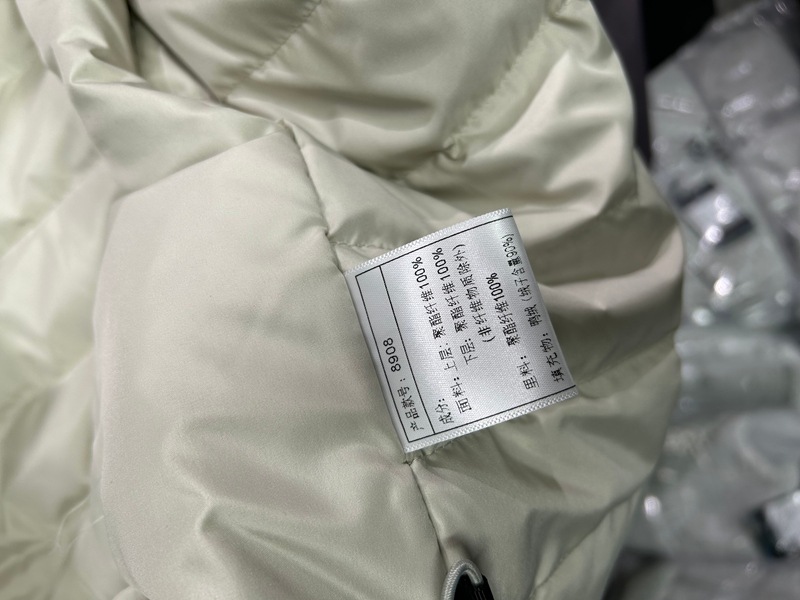 产品款号：8908
成分：
面料：上层：聚酯纤维100%
下层：聚酯纤维100%
（非纤维物质除外）
里料：聚酯纤维100%
填充物：鸭绒（绒子含量90%）